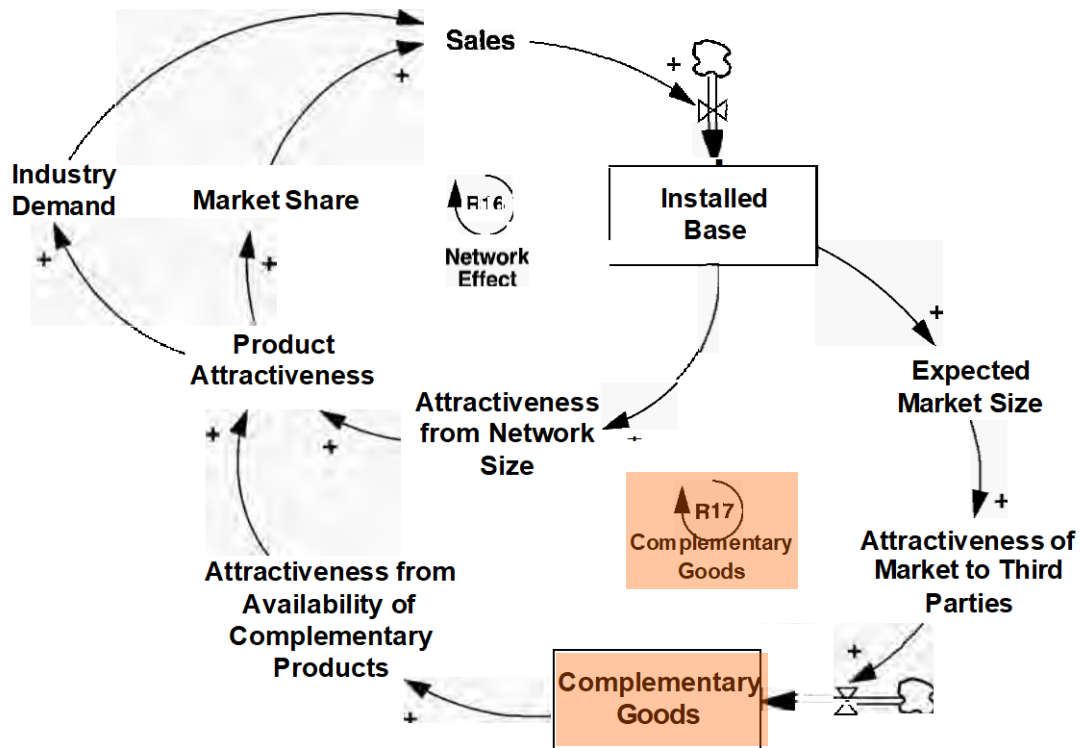 Sales
+
+
Industry
Demand
Market Share
R16
Network
Effect
Installed
Base
+
+
+
Product
Attractiveness
Expected
Market Size
Attractiveness
from Network
Size
+
+
+
+
R17
Complementary
Goods
Attractiveness of
Market to Third
Parties
Attractiveness from
Availability of
Complementary
Products
+
Complementary
Goods
+